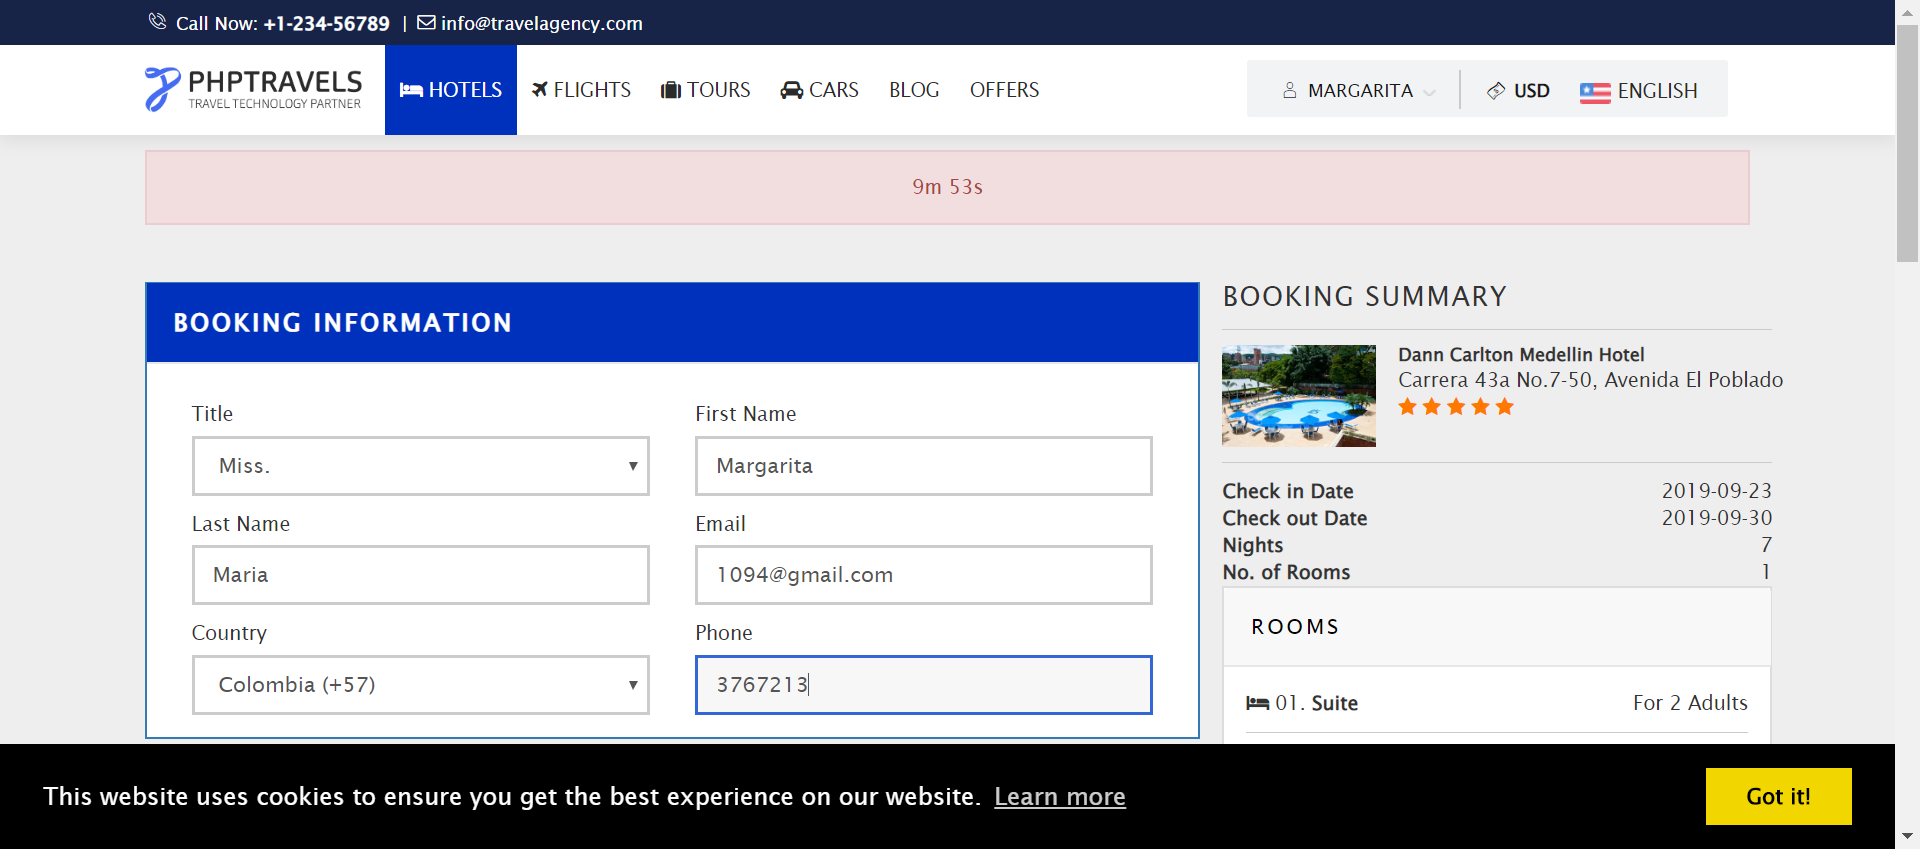 Call Now: +1-234-56789 | info@travelagency.com
PHPTRAVELS
TRAVEL TECHNOLOGY PARTNER
HOTELS FLIGHTS TOURS CARS BLOG OFFERS
MARGARITA USD ENGLISH
9m 53s
BOOKING INFORMATION
Title
Miss.
First Name
Margarita
Last Name
Maria
Email
1094@gmail.com
Country
Colombia (+57)
Phone
3767213
BOOKING SUMMARY
Dann Carlton Medellin Hotel
Carrera 43a No.7-50, Avenida El Poblado
Check in Date 2019-09-23
Check out Date 2019-09-30
Nights 7
No. of Rooms 1
ROOMS
01. Suite For 2 Adults
This website uses cookies to ensure you get the best experience on our website. Learn more
Got it!